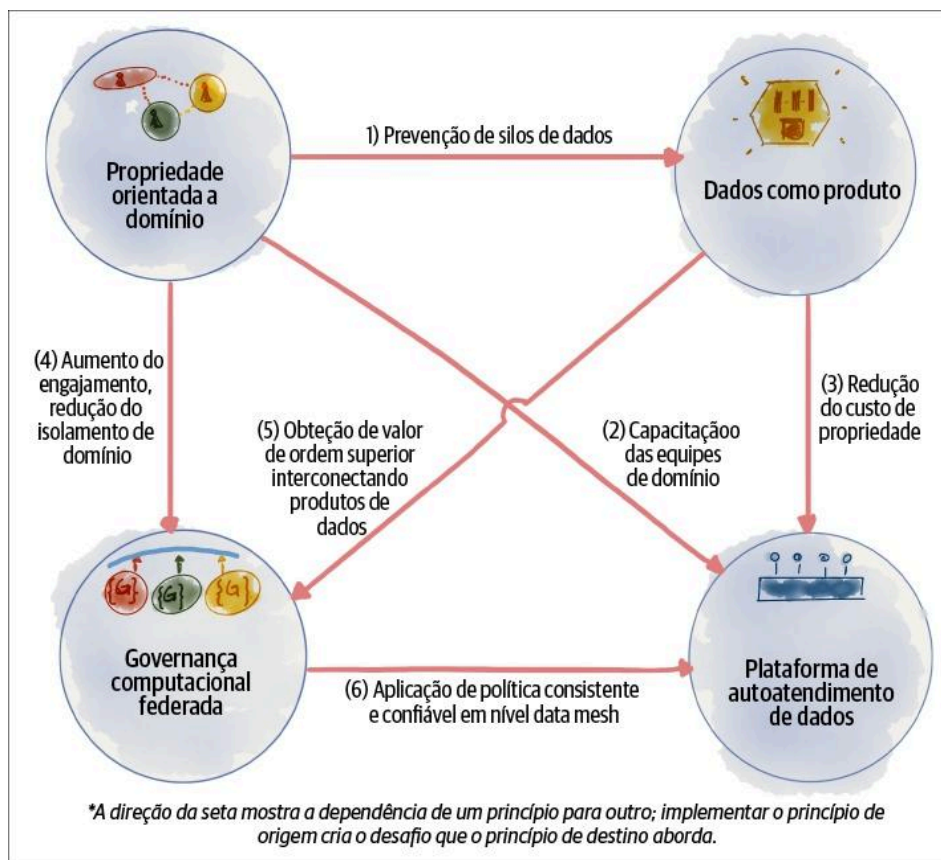 1) Prevenção de silos de dados
Propriedade
orientada a
domínio
Dados como produto
(4) Aumento do
engajamento,
redução do
isolamento de
domínio
(5) Obteção de valor
de ordem superior
interconectando
produtos de
dados
(2) Capacitaçãoo
das equipes
de domínio
(3) Redução
do custo de
propriedade
{G}
{G}
{G}
Governança
computacional
federada
(6) Aplicação de política consistente
e confiável em nível data mesh
Plataforma de
autoatendimento
de dados
*A direção da seta mostra a dependência de um princípio para outro; implementar o princípio de
origem cria o desafio que o princípio de destino aborda.